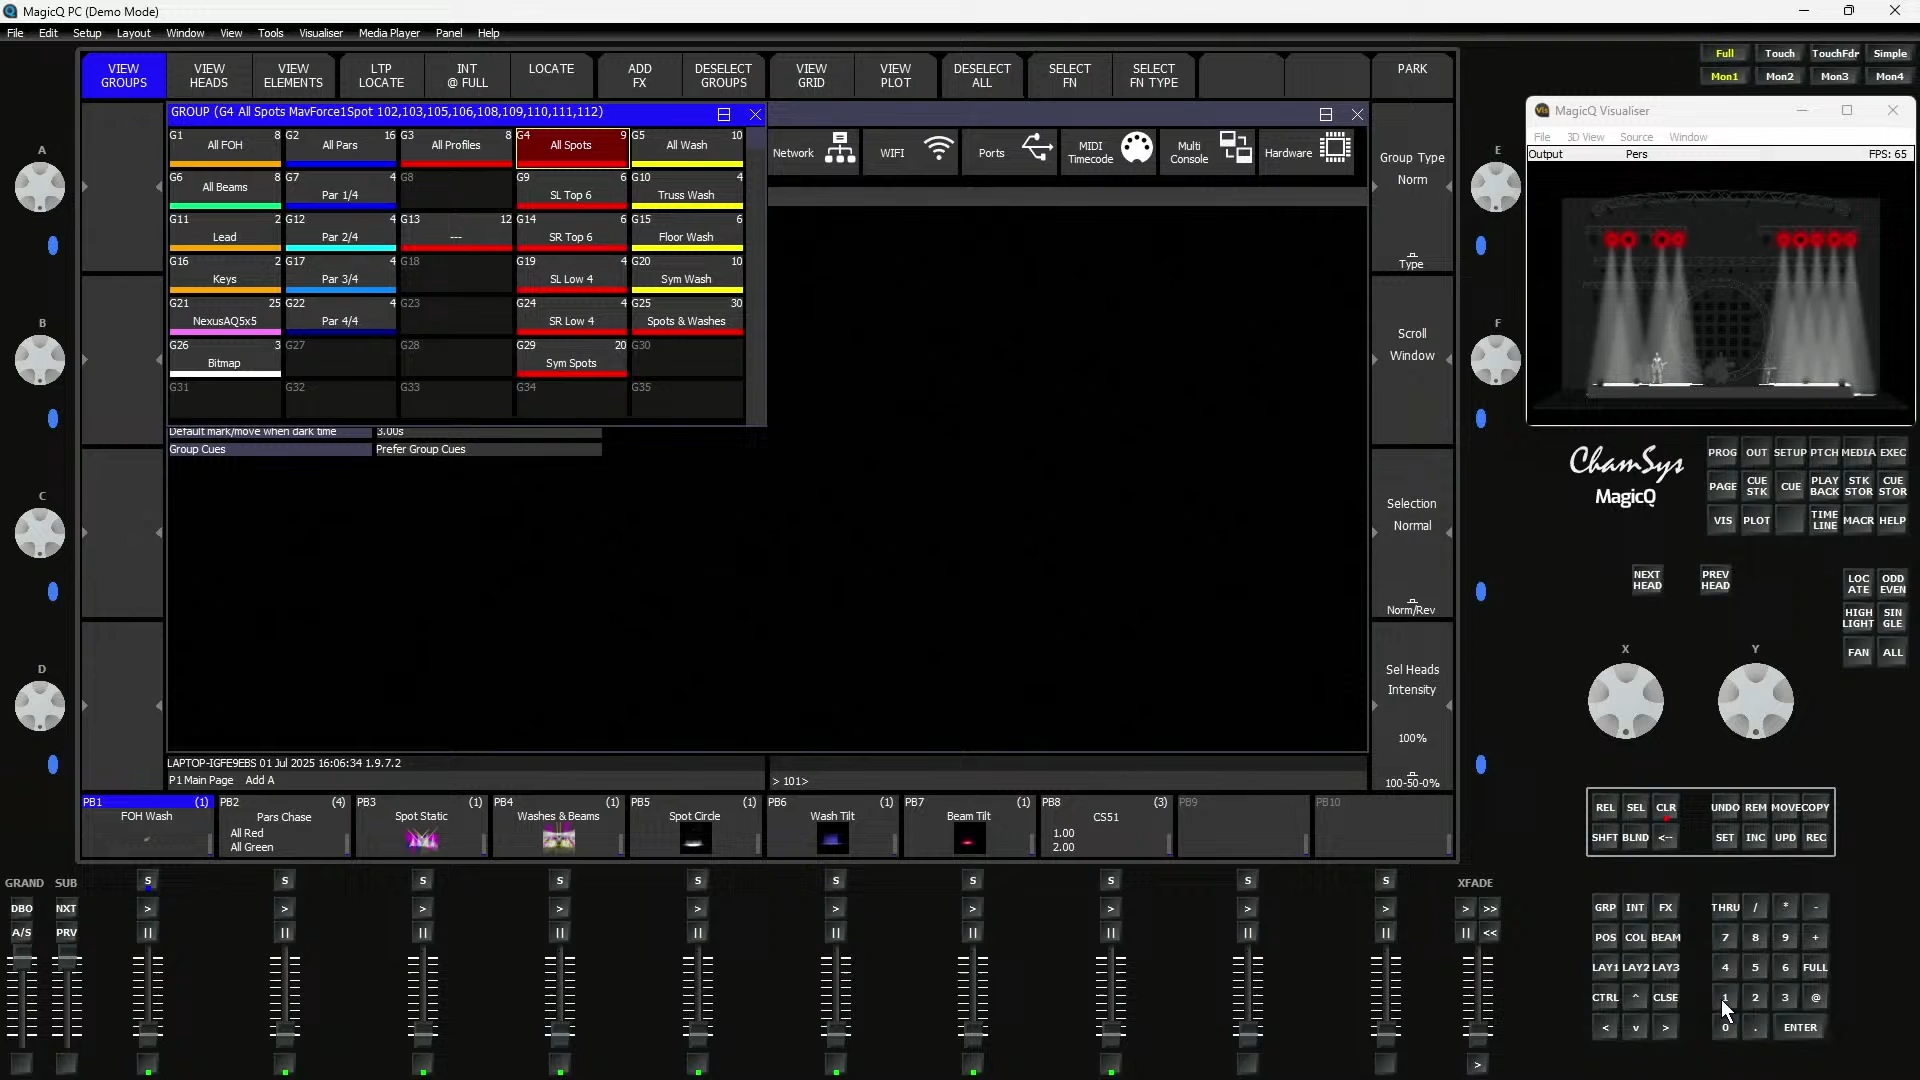 MagicQ PC (Demo Mode)
File Edit Setup Layout Window View Tools Visualiser Media Player Panel Help
VIEW GROUPS
VIEW HEADS
VIEW ELEMENTS
LTP LOCATE
INT @ FULL
LOCATE
ADD FX
DESELECT GROUPS
VIEW GRID
VIEW PLOT
DESELECT ALL
SELECT FN
SELECT FN TYPE
PARK
Full Touch TouchFdr Simple
Mon1 Mon2 Mon3 Mon4
GROUP (G4 All Spots MavForce1Spot 102,103,105,106,108,109,110,111,112)
G1 8 All FOH
G2 16 All Pars
G3 8 All Profiles
G4 9 All Spots
G5 10 All Wash
G6 8 All Beams
G7 4 Par 1/4
G8
G9 6 SL Top 6
G10 4 Truss Wash
G11 2 Lead
G12 4 Par 2/4
G13 12 ---
G14 6 SR Top 6
G15 6 Floor Wash
G16 2 Keys
G17 4 Par 3/4
G18
G19 4 SL Low 4
G20 10 Sym Wash
G21 25 NexusAQ5x5
G22 4 Par 4/4
G23
G24 4 SR Low 4
G25 30 Spots & Washes
G26 3 Bitmap
G27
G28
G29 20 Sym Spots
G30
G31
G32
G33
G34
G35
Network
WIFI
Ports
MIDI Timecode
Multi Console
Hardware
Default mark/move when dark time 3.00s
Group Cues Prefer Group Cues
Group Type
Norm
Type
Scroll
Window
Selection
Normal
Norm/Rev
Sel Heads
Intensity
100%
100-50-0%
A
B
C
D
E
F
MagicQ Visualiser
File 3D View Source Window
Output Pers FPS: 65
ChamSys
MagicQ
PROG OUT SETUP PTCH MEDIA EXEC
PAGE CUE STK CUE PLAY BACK STK STOR CUE STOR
VIS PLOT TIME LINE MACR HELP
NEXT HEAD
PREV HEAD
LOC ATE
ODD EVEN
HIGH LIGHT
SIN GLE
FAN ALL
X
Y
LAPTOP-IGFE9EBS 01 Jul 2025 16:06:34 1.9.7.2
P1 Main Page Add A
> 101>
PB1 (1) FOH Wash
PB2 (4) Pars Chase
All Red
All Green
PB3 (1) Spot Static
PB4 (1) Washes & Beams
PB5 (1) Spot Circle
PB6 (1) Wash Tilt
PB7 (1) Beam Tilt
PB8 (3) CS51
1.00
2.00
PB9
PB10
REL SEL CLR UNDO REM MOVE COPY
SHFT BLND <-- SET INC UPD REC
GRAND SUB
DBO NXT
A/S PRV
S S S S S S S S S S
> > > > > > > > > >
|| || || || || || || || || ||
XFADE
> >>
|| <<
>
GRP INT FX THRU / * -
POS COL BEAM 7 8 9 +
LAY1 LAY2 LAY3 4 5 6 FULL
CTRL ^ CLSE 1 2 3 @
< v > 0 . ENTER